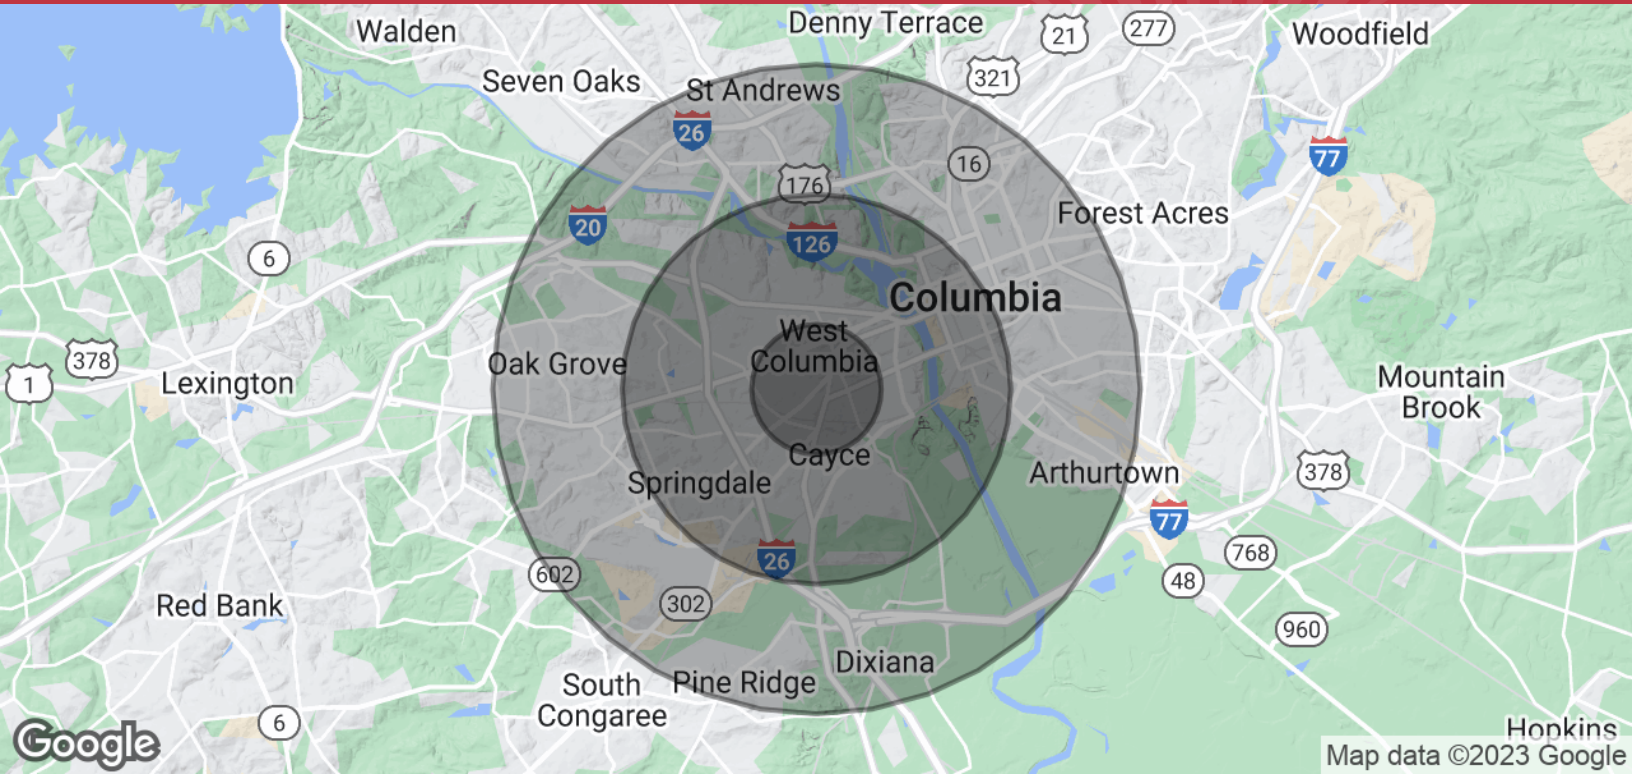 Walden
Denny Terrace
21
277
Woodfield
Seven Oaks
St Andrews
321
26
77
16
176
Forest Acres
20
126
6
Columbia
West
Columbia
378
1
Lexington
Oak Grove
Mountain
Brook
Cayce
Springdale
Arthurtown
378
77
26
768
602
48
302
Red Bank
960
Dixiana
South
Congaree
Pine Ridge
6
Hopkins
Google
Map data ©2023 Google